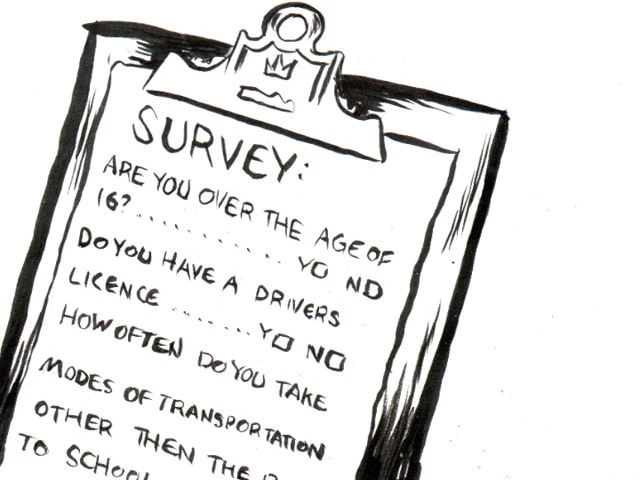 SURVEY:
ARE YOU OVER THE AGE OF
16? ............. Y□ N□
DO YOU HAVE A DRIVERS
LICENCE ......... Y□ N□
HOW OFTEN DO YOU TAKE
MODES OF TRANSPORTATION
OTHER THEN THE
TO SCHOOL